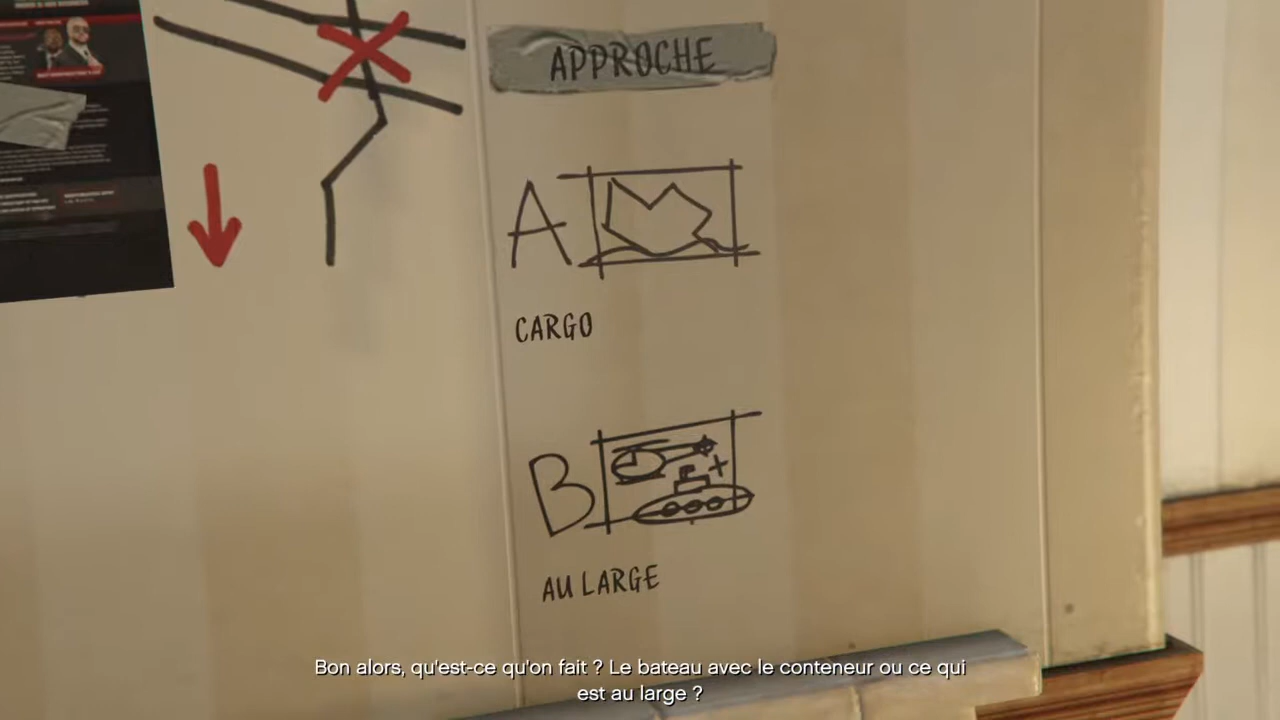 APPROCHE
A
CARGO
B
AU LARGE
Bon alors, qu'est-ce qu'on fait ? Le bateau avec le conteneur ou ce qui
est au large ?